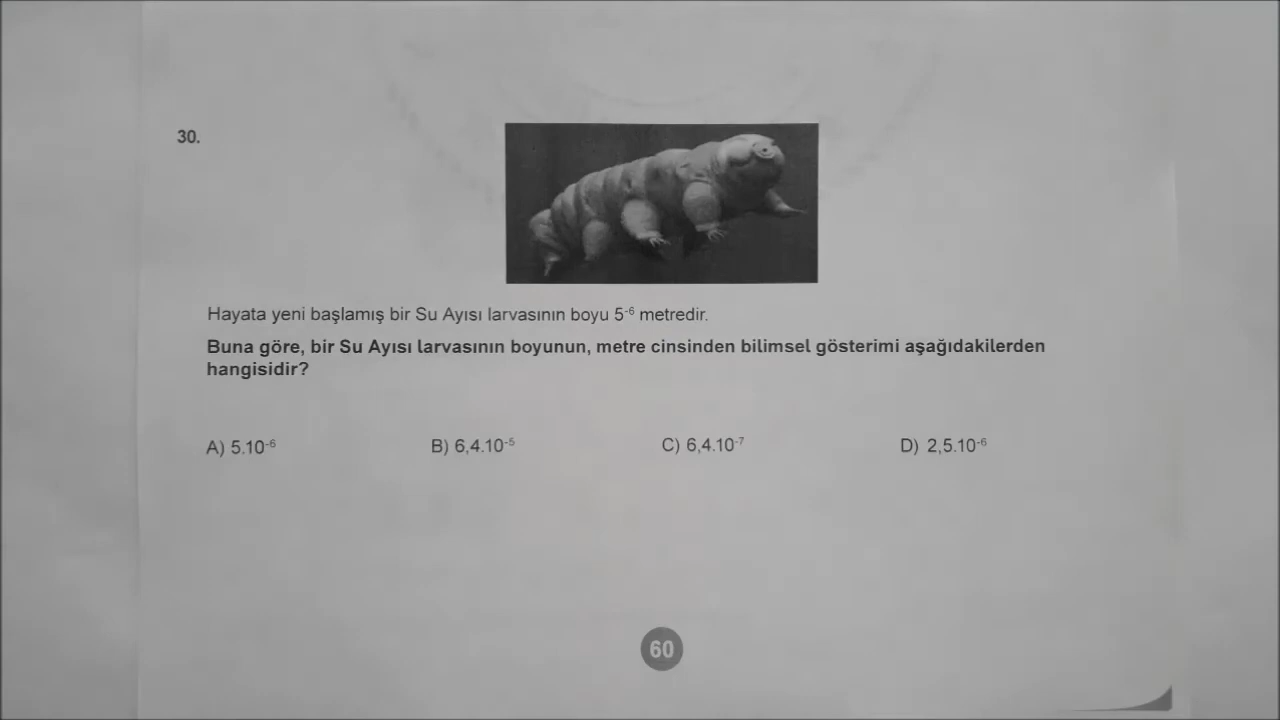 30.
Hayata yeni başlamış bir Su Ayısı larvasının boyu 5⁻⁶ metredir.
Buna göre, bir Su Ayısı larvasının boyunun, metre cinsinden bilimsel gösterimi aşağıdakilerden
hangisidir?
A) 5.10⁻⁶ B) 6,4.10⁻⁵ C) 6,4.10⁻⁷ D) 2,5.10⁻⁶
60